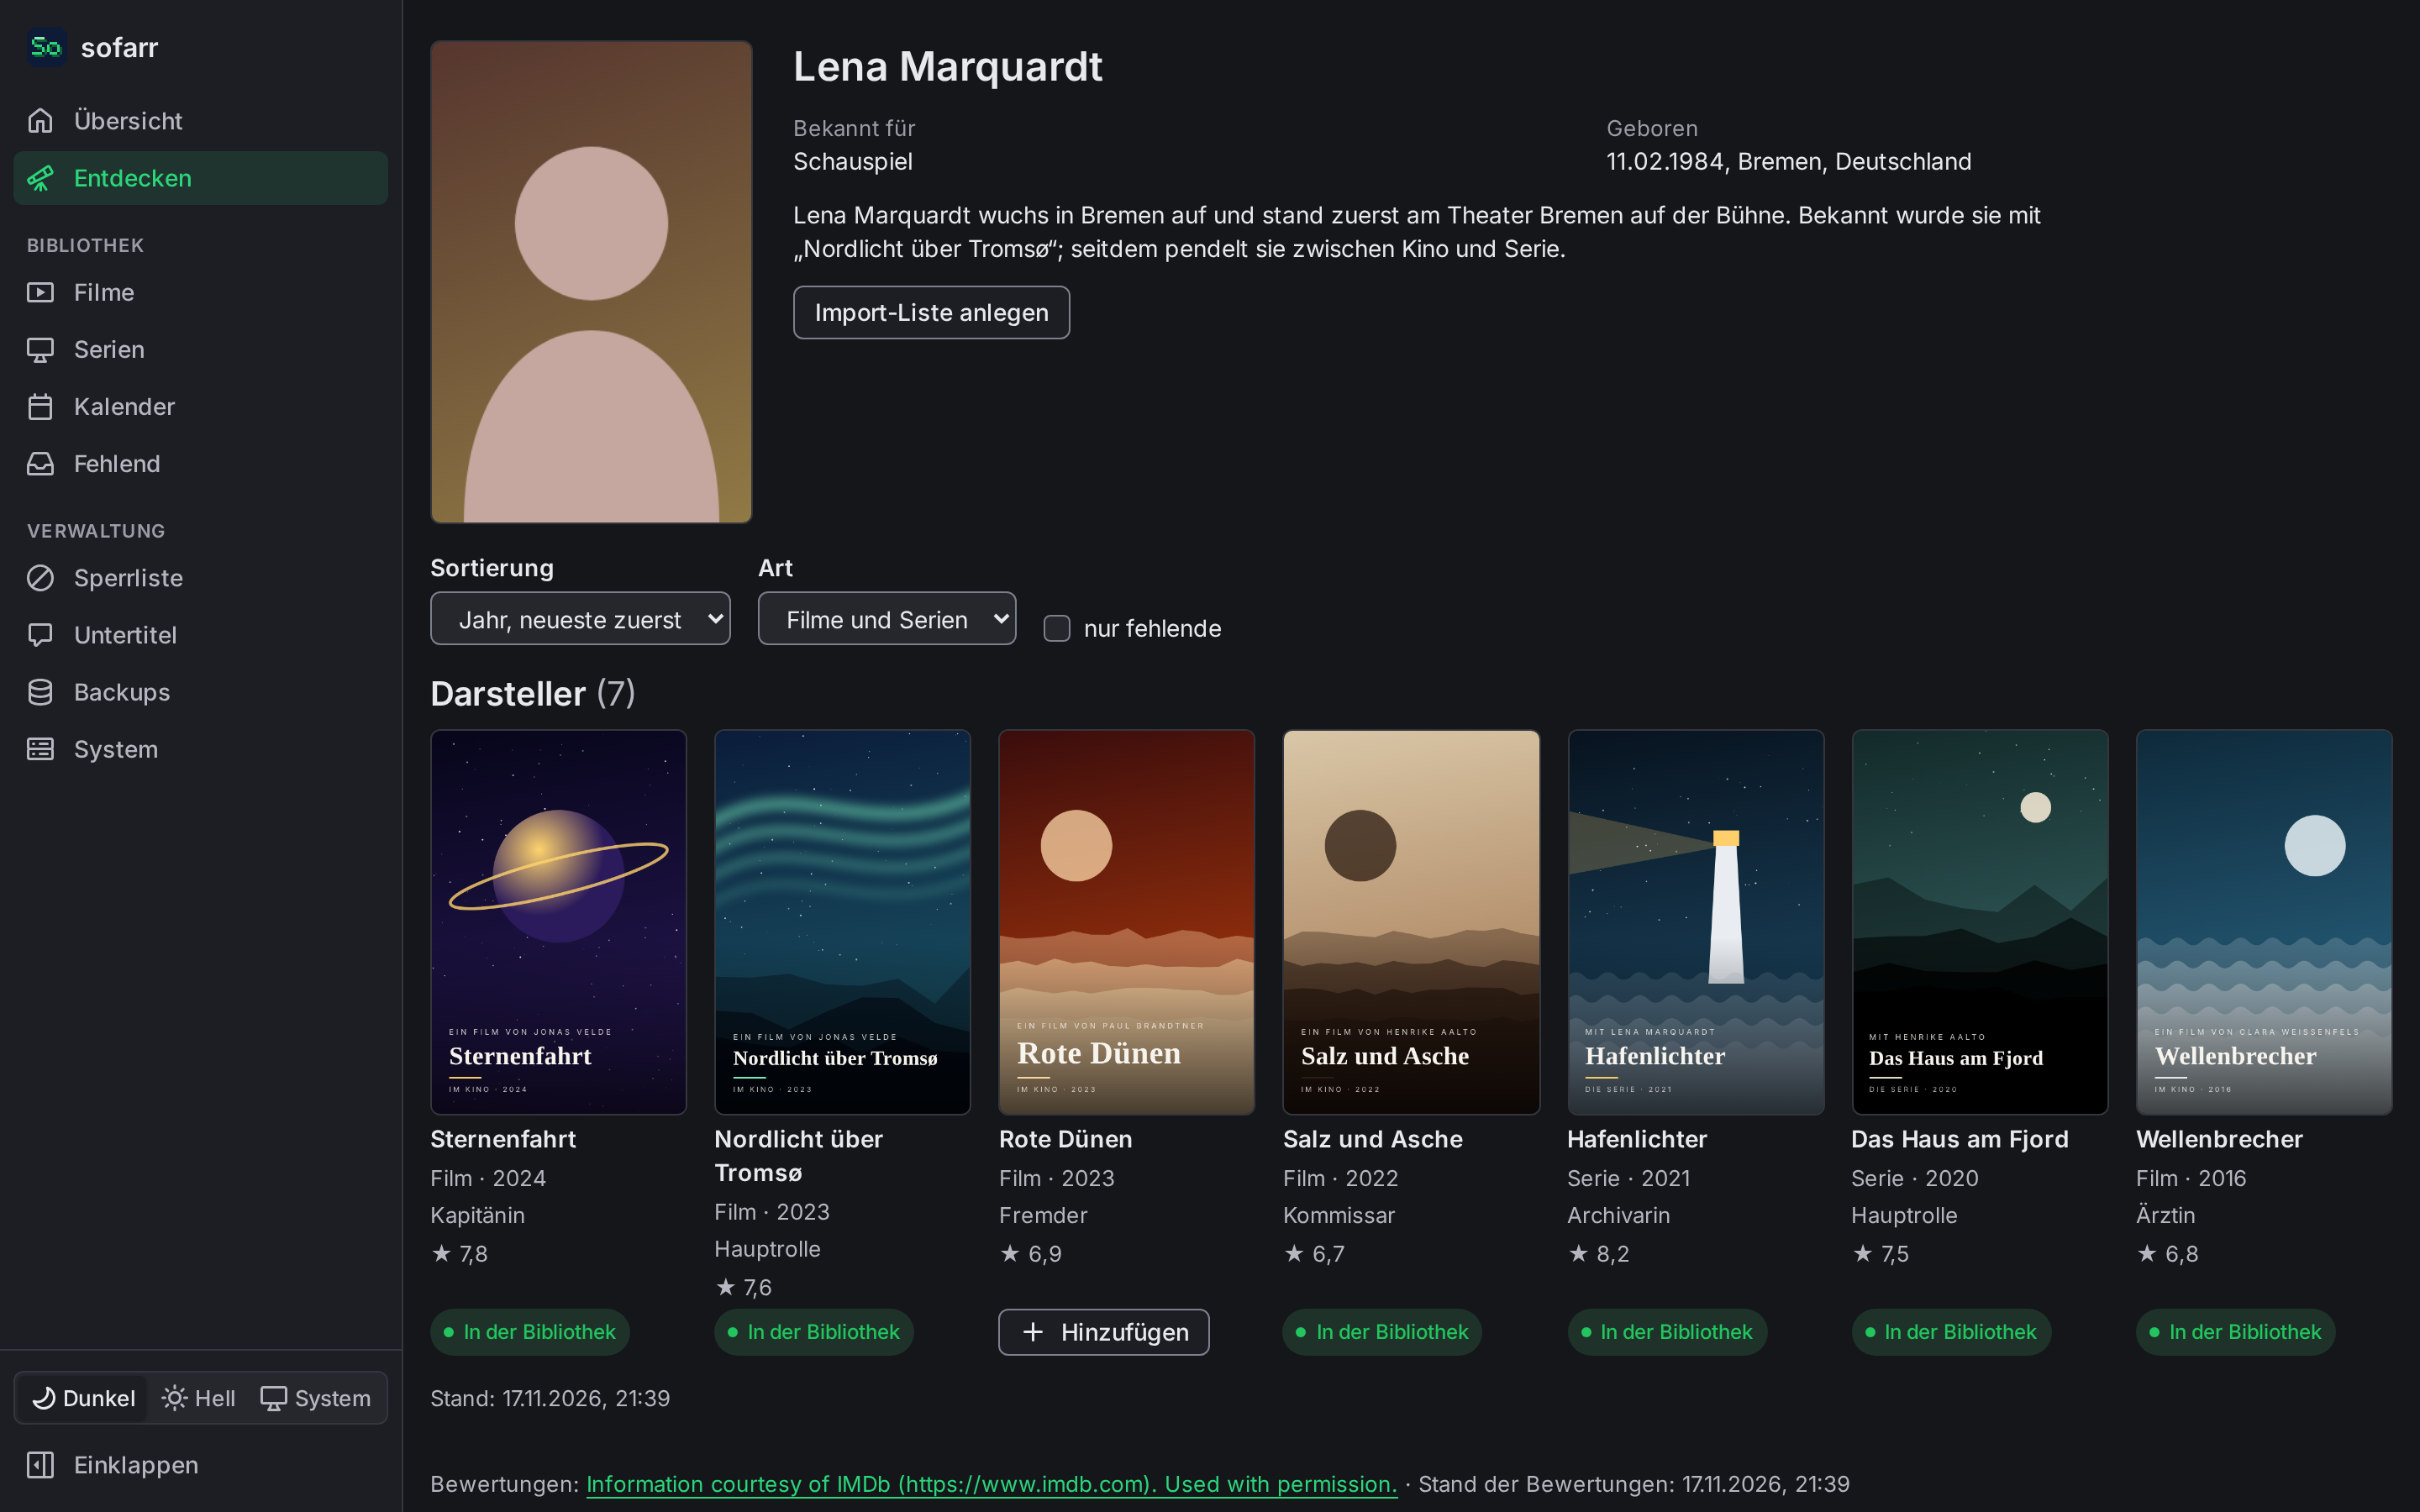 So sofarr
Übersicht
Entdecken
BIBLIOTHEK
Filme
Serien
Kalender
Fehlend
VERWALTUNG
Sperrliste
Untertitel
Backups
System
Dunkel Hell System
Einklappen
Lena Marquardt
Bekannt für
Schauspiel
Geboren
11.02.1984, Bremen, Deutschland
Lena Marquardt wuchs in Bremen auf und stand zuerst am Theater Bremen auf der Bühne. Bekannt wurde sie mit
„Nordlicht über Tromsø“; seitdem pendelt sie zwischen Kino und Serie.
Import-Liste anlegen
Sortierung
Jahr, neueste zuerst
Art
Filme und Serien
nur fehlende
Darsteller (7)
EIN FILM VON JONAS VELDE
Sternenfahrt
IM KINO · 2024
Sternenfahrt
Film · 2024
Kapitänin
★ 7,8
In der Bibliothek
EIN FILM VON JONAS VELDE
Nordlicht über Tromsø
IM KINO · 2023
Nordlicht über
Tromsø
Film · 2023
Hauptrolle
★ 7,6
In der Bibliothek
EIN FILM VON PAUL BRANDTNER
Rote Dünen
IM KINO · 2023
Rote Dünen
Film · 2023
Fremder
★ 6,9
+ Hinzufügen
EIN FILM VON HENRIKE AALTO
Salz und Asche
IM KINO · 2022
Salz und Asche
Film · 2022
Kommissar
★ 6,7
In der Bibliothek
MIT LENA MARQUARDT
Hafenlichter
DIE SERIE · 2021
Hafenlichter
Serie · 2021
Archivarin
★ 8,2
In der Bibliothek
MIT HENRIKE AALTO
Das Haus am Fjord
DIE SERIE · 2020
Das Haus am Fjord
Serie · 2020
Hauptrolle
★ 7,5
In der Bibliothek
EIN FILM VON CLARA WEISSENFELS
Wellenbrecher
IM KINO · 2016
Wellenbrecher
Film · 2016
Ärztin
★ 6,8
In der Bibliothek
Stand: 17.11.2026, 21:39
Bewertungen: Information courtesy of IMDb (https://www.imdb.com). Used with permission. · Stand der Bewertungen: 17.11.2026, 21:39